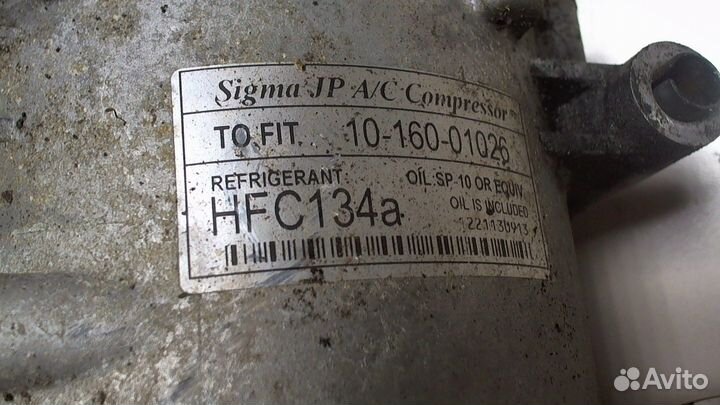 Sigma JP A/C Compressor
TO FIT 10-160-01026
REFRIGERANT: OIL:SP-10 OR EQUIV.
HFC134a OIL IS INCLUDED
1221130913
Avito